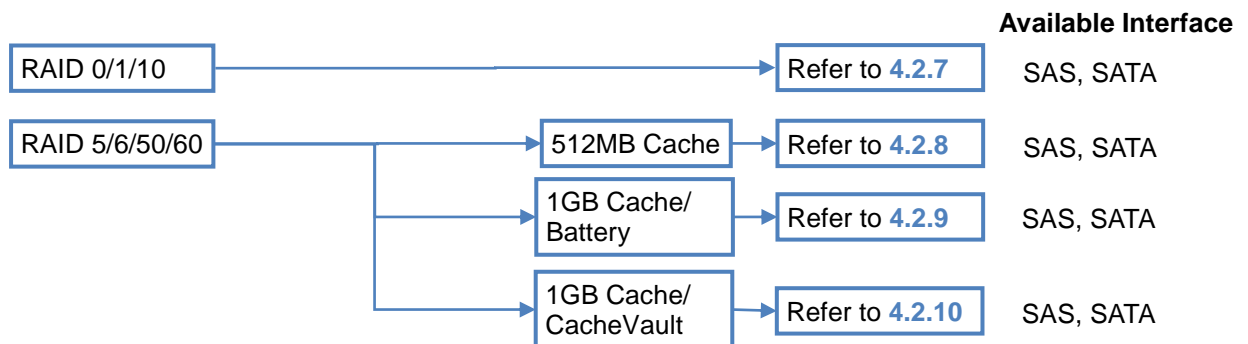 Available Interface
RAID 0/1/10
Refer to 4.2.7
SAS, SATA
RAID 5/6/50/60
512MB Cache
Refer to 4.2.8
SAS, SATA
1GB Cache/
Battery
Refer to 4.2.9
SAS, SATA
1GB Cache/
CacheVault
Refer to 4.2.10
SAS, SATA